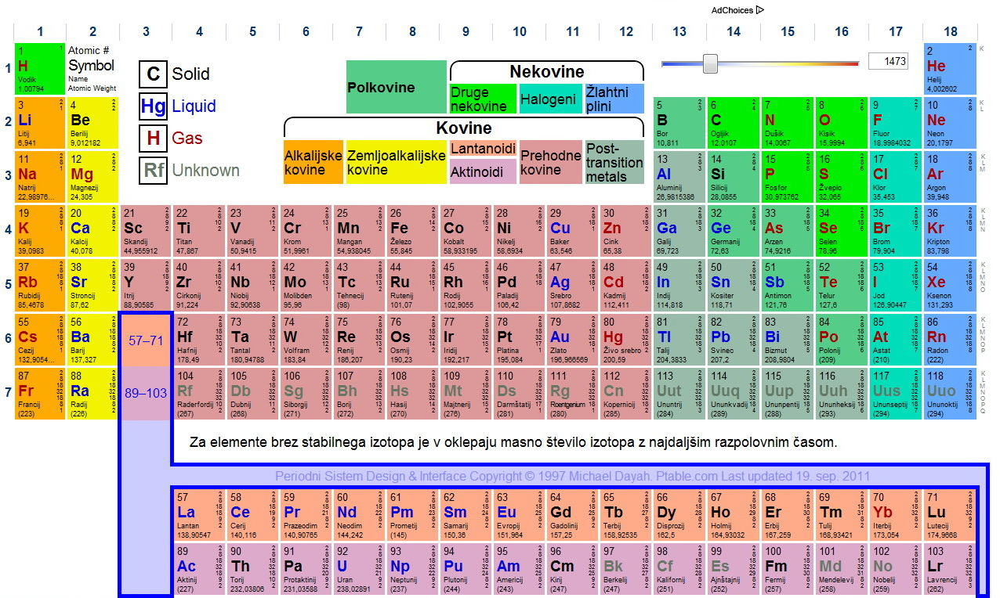 AdChoices
1 2 3 4 5 6 7 8 9 10 11 12 13 14 15 16 17 18
1
1
H
Vodik
1,00794
Atomic #
Symbol
Name
Atomic Weight
C Solid
Hg Liquid
H Gas
Rf Unknown
Polkovine
Nekovine
Druge
nekovine
Halogeni
Žlahtni
plini
Kovine
Alkalijske
kovine
Zemljoalkalijske
kovine
Lantanoidi
Aktinoidi
Prehodne
kovine
Post-
transition
metals
1473
2
He
Helij
4,002602
K
2
3 4 5 6 7 8 9 10
Li Be B C N O F Ne
Litij Berilij Bor Ogljik Dušik Kisik Fluor Neon
6,941 9,012182 10,811 12,0107 14,0067 15,9994 18,9984032 20,1797
K L
3
11 12 13 14 15 16 17 18
Na Mg Al Si P S Cl Ar
Natrij Magnezij Aluminij Silicij Fosfor Žveplo Klor Argon
22,98976... 24,305 26,9815386 28,0855 30,973762 32,065 35,453 39,948
K L M
4
19 20 21 22 23 24 25 26 27 28 29 30 31 32 33 34 35 36
K Ca Sc Ti V Cr Mn Fe Co Ni Cu Zn Ga Ge As Se Br Kr
Kalij Kalcij Skandij Titan Vanadij Krom Mangan Železo Kobalt Nikelj Baker Cink Galij Germanij Arzen Selen Brom Kripton
39,0983 40,078 44,955912 47,867 50,9415 51,9961 54,938045 55,845 58,933195 58,6934 63,546 65,38 69,723 72,63 74,9216 78,96 79,904 83,798
K L M N
5
37 38 39 40 41 42 43 44 45 46 47 48 49 50 51 52 53 54
Rb Sr Y Zr Nb Mo Tc Ru Rh Pd Ag Cd In Sn Sb Te I Xe
Rubidij Stroncij Itrij Cirkonij Niobij Molibden Tehnecij Rutenij Rodij Paladij Srebro Kadmij Indij Kositer Antimon Telur Jod Ksenon
85,4678 87,62 88,90585 91,224 92,90638 95,96 (98) 101,07 102,9055 106,42 107,8682 112,411 114,818 118,71 121,76 127,6 126,90447 131,293
K L M N O
6
55 56 57–71 72 73 74 75 76 77 78 79 80 81 82 83 84 85 86
Cs Ba Hf Ta W Re Os Ir Pt Au Hg Tl Pb Bi Po At Rn
Cezij Barij Hafnij Tantal Volfram Renij Osmij Iridij Platina Zlato Živo srebro Talij Svinec Bizmut Polonij Astat Radon
132,9054... 137,327 178,49 180,94788 183,84 186,207 190,23 192,217 195,084 196,966569 200,59 204,3833 207,2 208,9804 (209) (210) (222)
K L M N O P
7
87 88 89–103 104 105 106 107 108 109 110 111 112 113 114 115 116 117 118
Fr Ra Rf Db Sg Bh Hs Mt Ds Rg Cn Uut Uuq Uup Uuh Uus Uuo
Francij Radij Raderfordij Dubnij Siborgij Borij Hasij Majtnerij Darmštatij Roentgenium Kopernicij Ununtrij Ununkvadij Ununpentij Ununheksij Ununseptij Ununoktij
(223) (226) (267) (268) (271) (272) (270) (276) (281) (280) (285) (284) (289) (288) (293) (294) (294)
K L M N O P Q
Za elemente brez stabilnega izotopa je v oklepaju masno število izotopa z najdaljšim razpolovnim časom.
Periodni Sistem Design & Interface Copyright © 1997 Michael Dayah. Ptable.com Last updated 19. sep. 2011
57 58 59 60 61 62 63 64 65 66 67 68 69 70 71
La Ce Pr Nd Pm Sm Eu Gd Tb Dy Ho Er Tm Yb Lu
Lantan Cerij Prazeodim Neodim Prometij Samarij Evropij Gadolinij Terbij Disprozij Holmij Erbij Tulij Iterbij Lutecij
138,90547 140,116 140,90765 144,242 (145) 150,36 151,964 157,25 158,92535 162,5 164,93032 167,259 168,93421 173,054 174,9668
89 90 91 92 93 94 95 96 97 98 99 100 101 102 103
Ac Th Pa U Np Pu Am Cm Bk Cf Es Fm Md No Lr
Aktinij Torij Protaktinij Uran Neptunij Plutonij Americij Kirij Berkelij Kalifornij Ajnštajnij Fermij Mendelevij Nobelij Lavrencij
(227) 232,03806 231,03588 238,02891 (237) (244) (243) (247) (247) (251) (252) (257) (258) (259) (262)